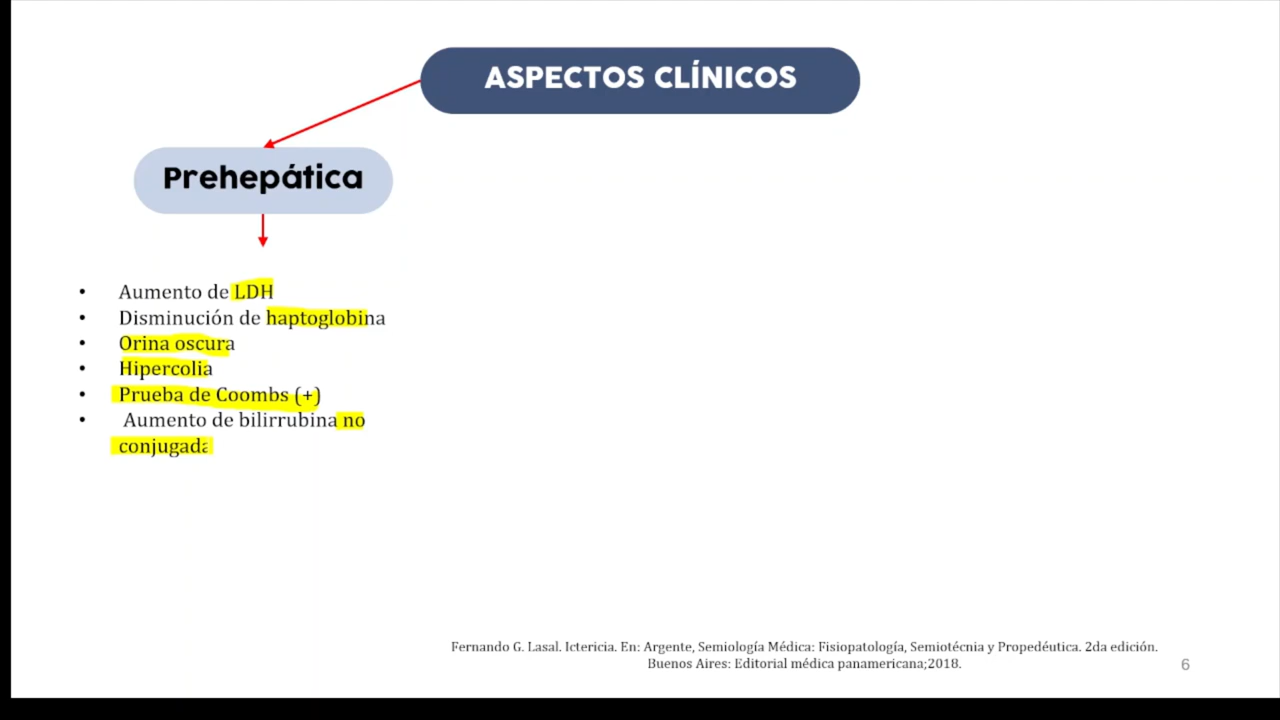 ASPECTOS CLÍNICOS
Prehepática
• Aumento de LDH
• Disminución de haptoglobina
• Orina oscura
• Hipercolia
• Prueba de Coombs (+)
• Aumento de bilirrubina no
conjugada
Fernando G. Lasal. Ictericia. En: Argente, Semiología Médica: Fisiopatología, Semiotécnia y Propedéutica. 2da edición.
Buenos Aires: Editorial médica panamericana;2018.
6